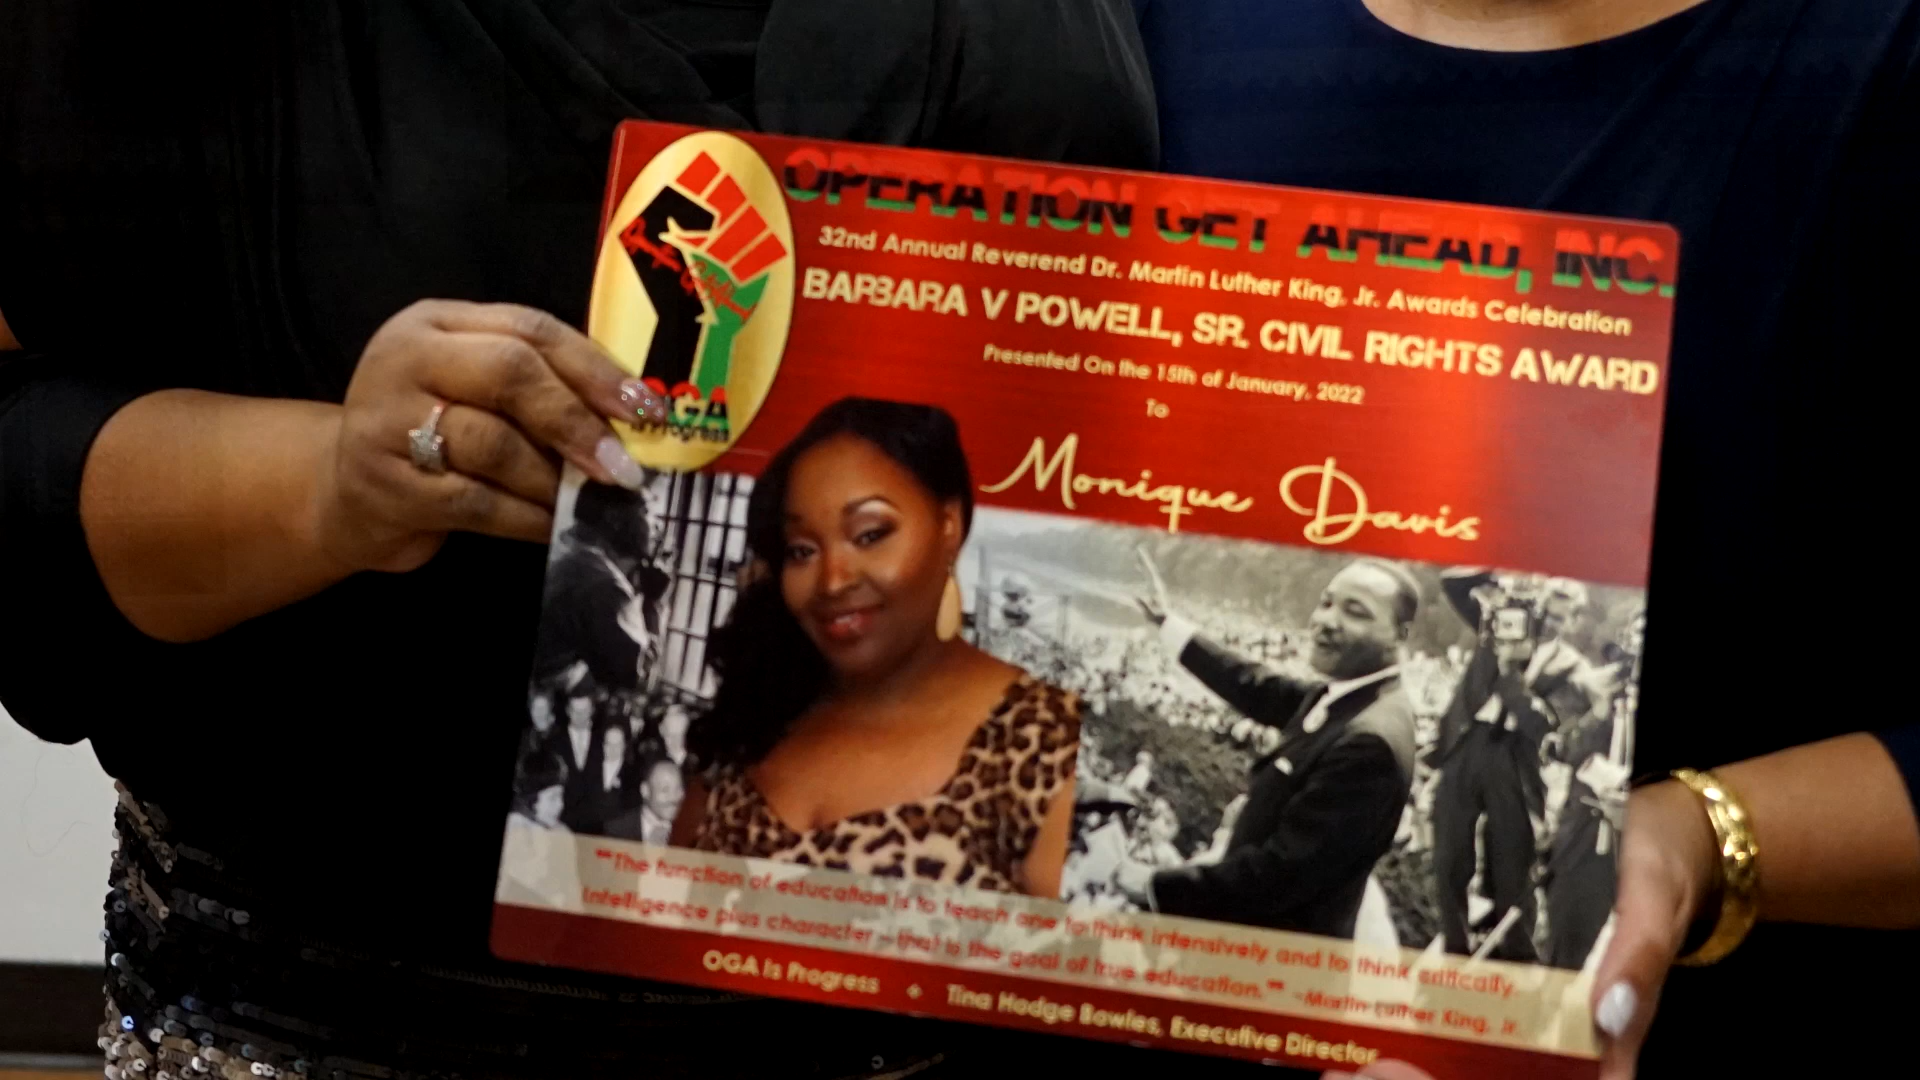 OPERATION GET AHEAD, INC.
32nd Annual Reverend Dr. Martin Luther King, Jr. Awards Celebration
BARBARA V POWELL, SR. CIVIL RIGHTS AWARD
Presented On the 15th of January, 2022
To
Monique Davis
OGA
is Progress
"The function of education is to teach one to think intensively and to think critically.
Intelligence plus character - that is the goal of true education." -Martin Luther King, Jr.
OGA Is Progress ⬥ Tina Hodge Bowles, Executive Director